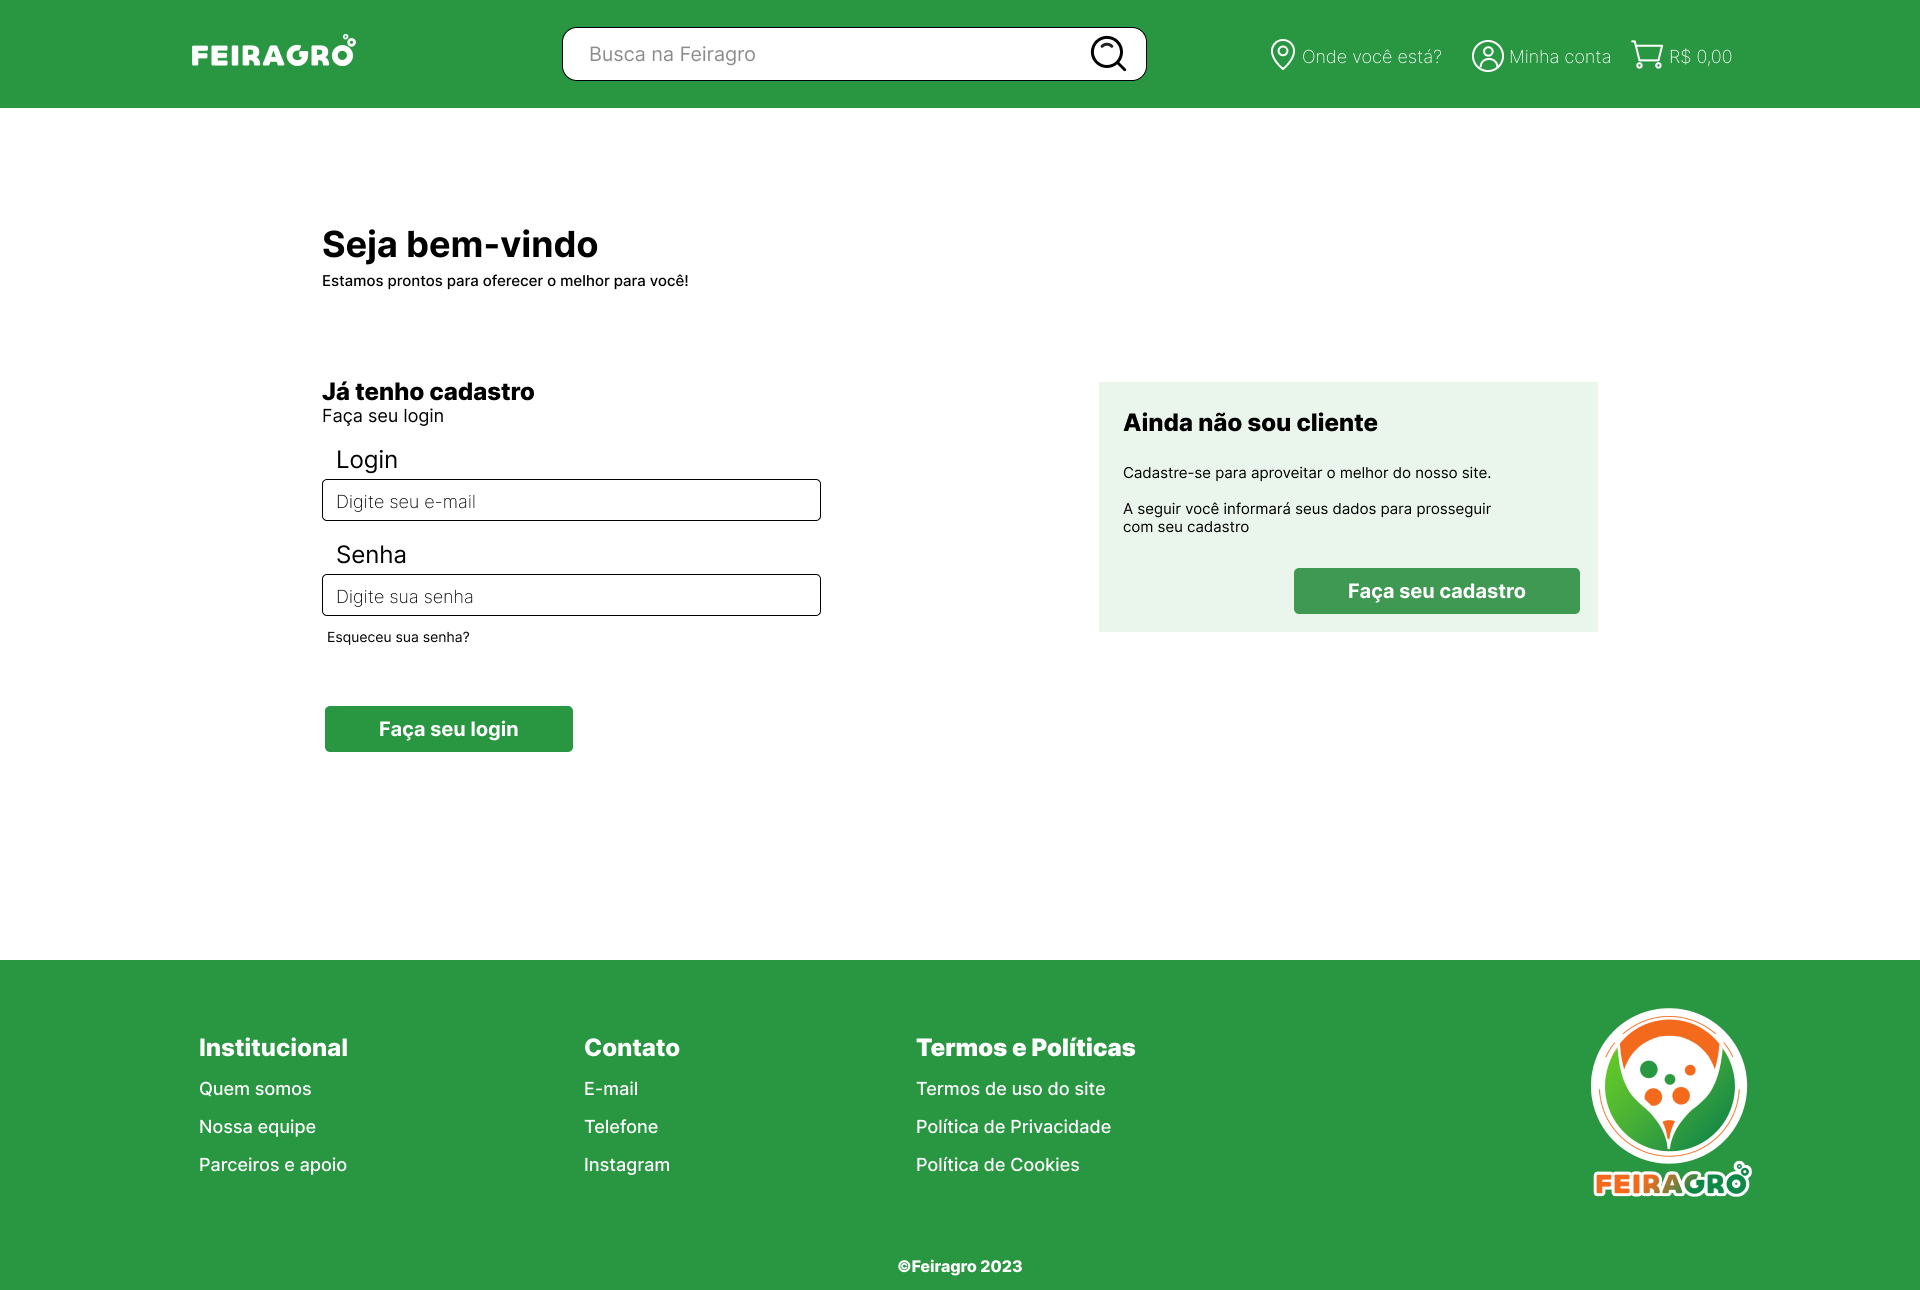 FEIRAGRO
Busca na Feiragro
Onde você está?
Minha conta
R$ 0,00
Seja bem-vindo
Estamos prontos para oferecer o melhor para você!
Já tenho cadastro
Faça seu login
Login
Digite seu e-mail
Senha
Digite sua senha
Esqueceu sua senha?
Faça seu login
Ainda não sou cliente
Cadastre-se para aproveitar o melhor do nosso site.
A seguir você informará seus dados para prosseguir
com seu cadastro
Faça seu cadastro
Institucional
Quem somos
Nossa equipe
Parceiros e apoio
Contato
E-mail
Telefone
Instagram
Termos e Políticas
Termos de uso do site
Política de Privacidade
Política de Cookies
FEIRAGRO
©Feiragro 2023